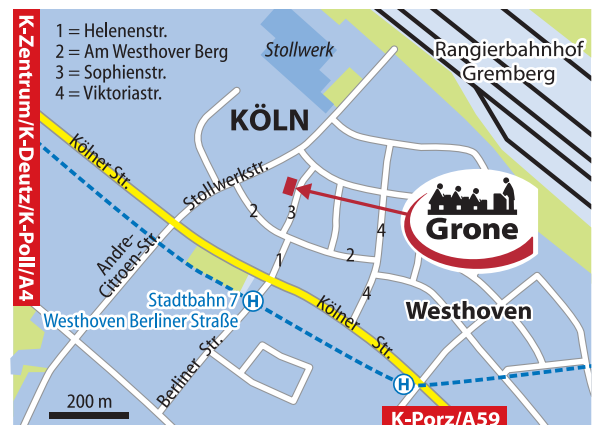 K-Zentrum/K-Deutz/K-Poll/A4
1 = Helenenstr.
2 = Am Westhover Berg
3 = Sophienstr.
4 = Viktoriastr.
Stollwerk
Rangierbahnhof
Gremberg
KÖLN
Kölner Str.
Stollwerkstr.
Andre-
Citroen-Str.
2
3
4
Grone
1
2
4
Stadtbahn 7
Westhoven Berliner Straße
H
Kölner Str.
Westhoven
Berliner Str.
H
200 m
K-Porz/A59